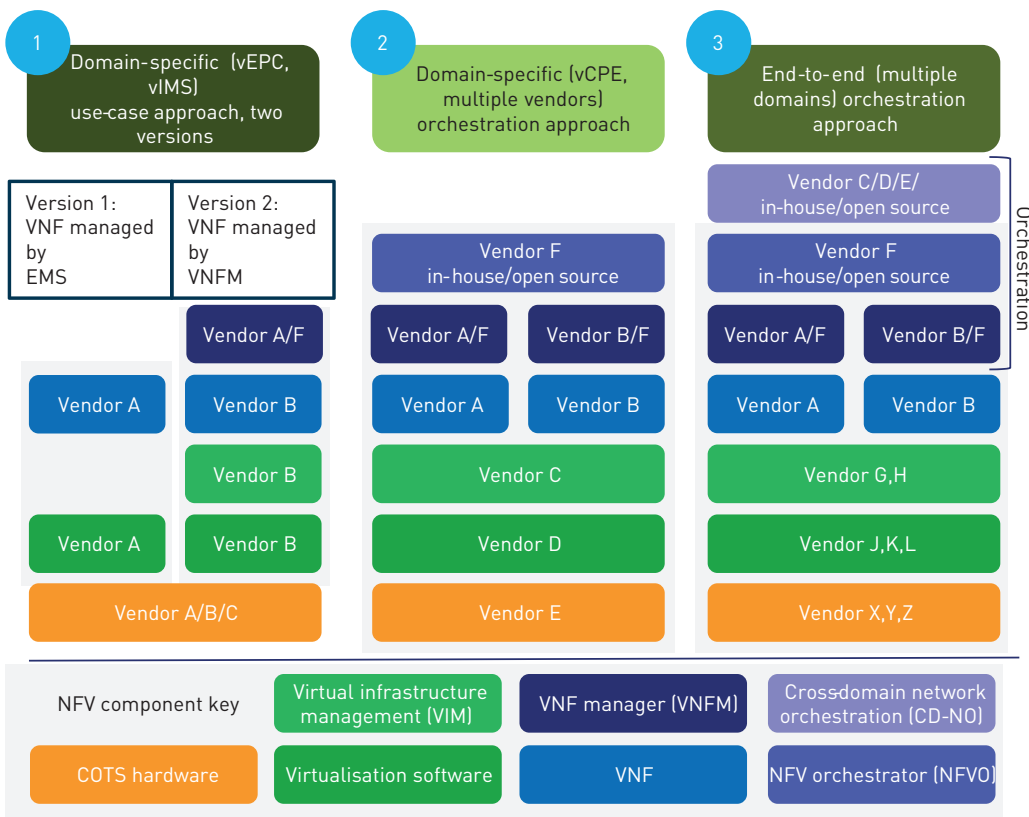 1
Domain-specific (vEPC,
vIMS)
use-case approach, two
versions
2
Domain-specific (vCPE,
multiple vendors)
orchestration approach
3
End-to-end (multiple
domains) orchestration
approach
Version 1:
VNF managed
by
EMS
Version 2:
VNF managed
by
VNFM
Vendor A/F
Vendor A
Vendor B
Vendor B
Vendor A
Vendor B
Vendor A/B/C
Vendor F
in-house/open source
Vendor A/F
Vendor B/F
Vendor A
Vendor B
Vendor C
Vendor D
Vendor E
Vendor C/D/E/
in-house/open source
Vendor F
in-house/open source
Vendor A/F
Vendor B/F
Vendor A
Vendor B
Vendor G,H
Vendor J,K,L
Vendor X,Y,Z
Orchestration
NFV component key
Virtual infrastructure
management (VIM)
VNF manager (VNFM)
Cross-domain network
orchestration (CD-NO)
COTS hardware
Virtualisation software
VNF
NFV orchestrator (NFVO)